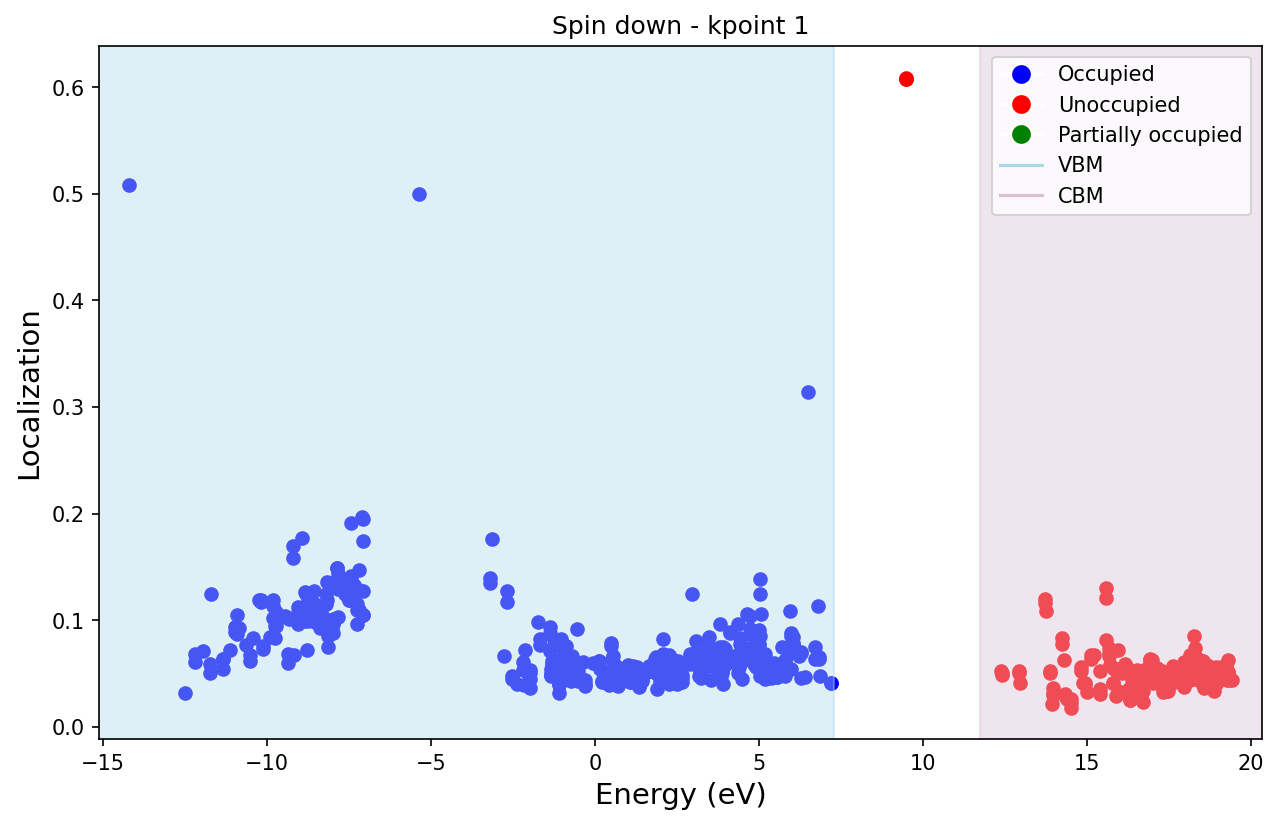 Spin down - kpoint 1
Localization
0.6
0.5
0.4
0.3
0.2
0.1
0.0
Occupied
Unoccupied
Partially occupied
VBM
CBM
−15
−10
−5
0
5
10
15
20
Energy (eV)